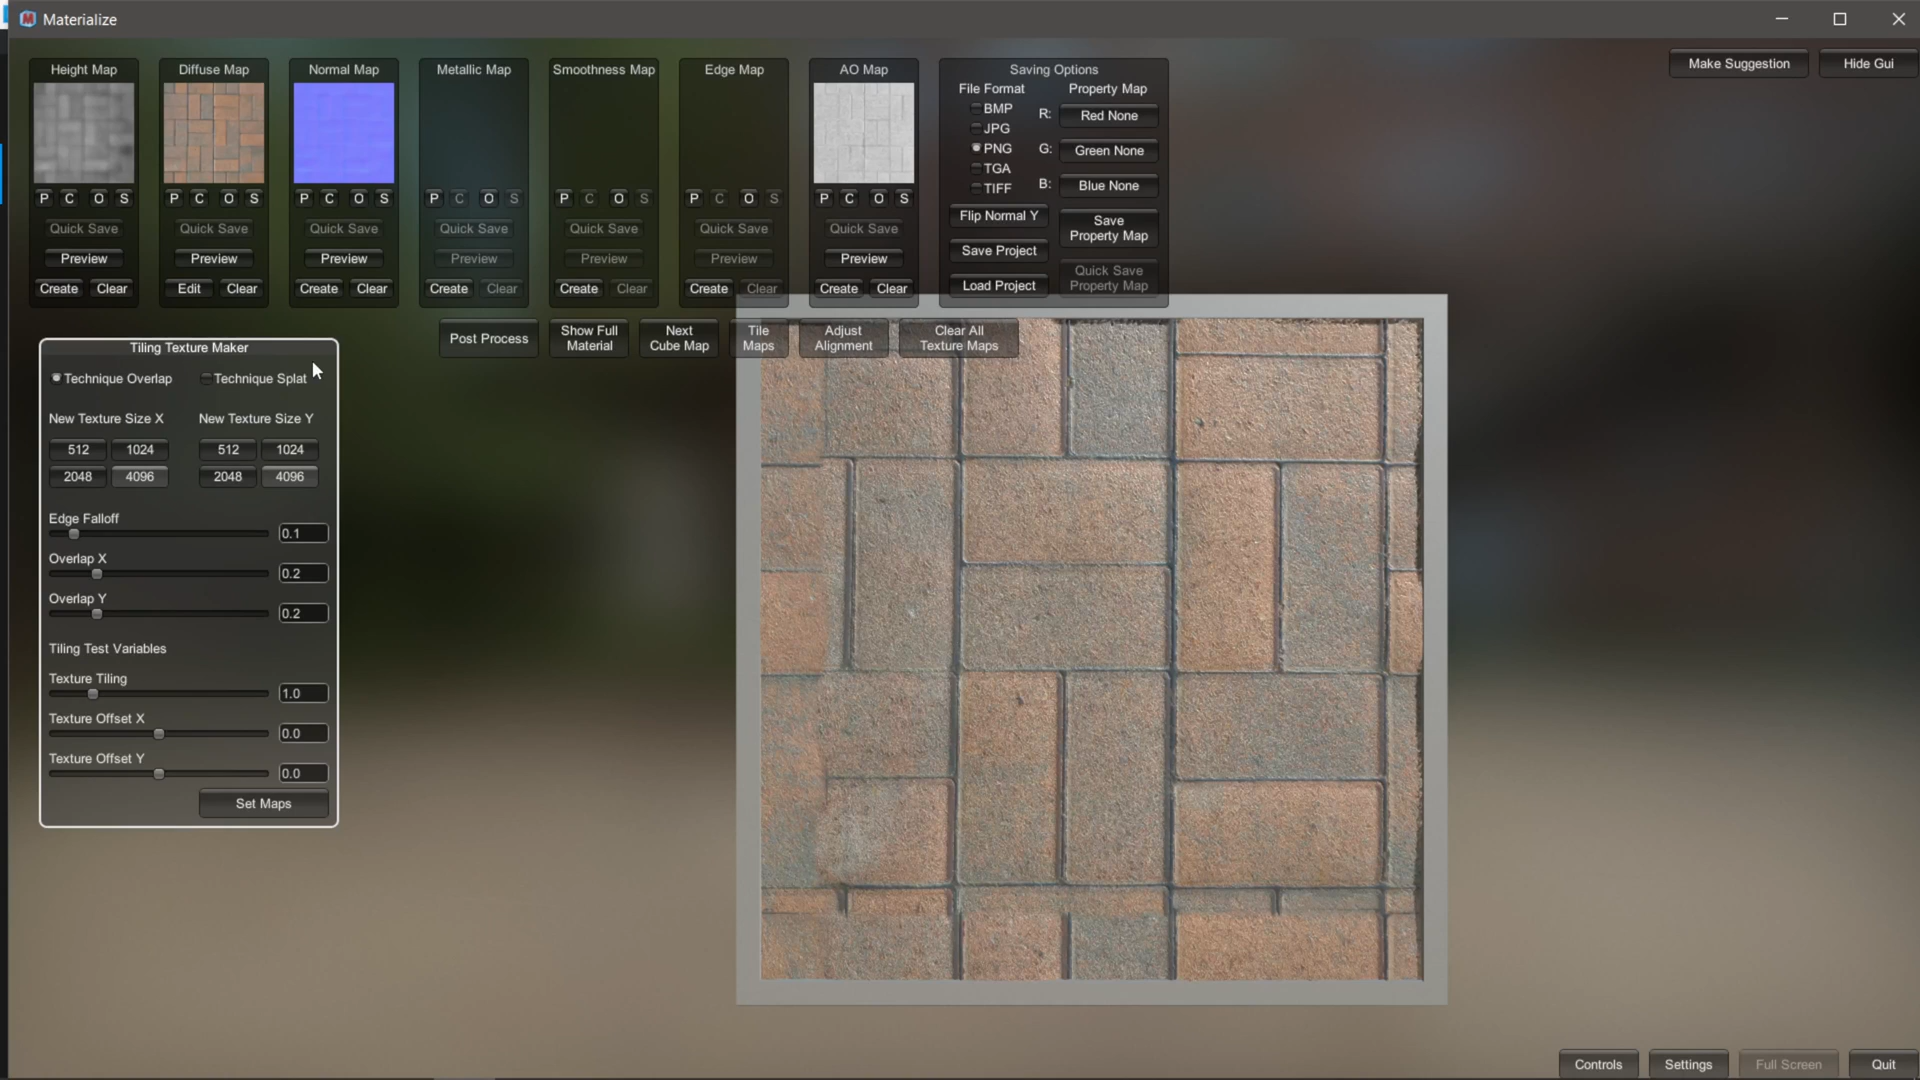 Materialize
Make Suggestion
Hide Gui
Height Map
Diffuse Map
Normal Map
Metallic Map
Smoothness Map
Edge Map
AO Map
P C O S
P C O S
P C O S
P C O S
P C O S
P C O S
P C O S
Quick Save
Quick Save
Quick Save
Quick Save
Quick Save
Quick Save
Quick Save
Preview
Preview
Preview
Preview
Preview
Preview
Preview
Create Clear
Edit Clear
Create Clear
Create Clear
Create Clear
Create Clear
Create Clear
Saving Options
File Format
Property Map
BMP
JPG
PNG
TGA
TIFF
R: Red None
G: Green None
B: Blue None
Flip Normal Y
Save Project
Load Project
Save
Property Map
Quick Save
Property Map
Post Process
Show Full
Material
Next
Cube Map
Tile
Maps
Adjust
Alignment
Clear All
Texture Maps
Tiling Texture Maker
Technique Overlap
Technique Splat
New Texture Size X
New Texture Size Y
512 1024
512 1024
2048 4096
2048 4096
Edge Falloff
0.1
Overlap X
0.2
Overlap Y
0.2
Tiling Test Variables
Texture Tiling
1.0
Texture Offset X
0.0
Texture Offset Y
0.0
Set Maps
Controls
Settings
Full Screen
Quit